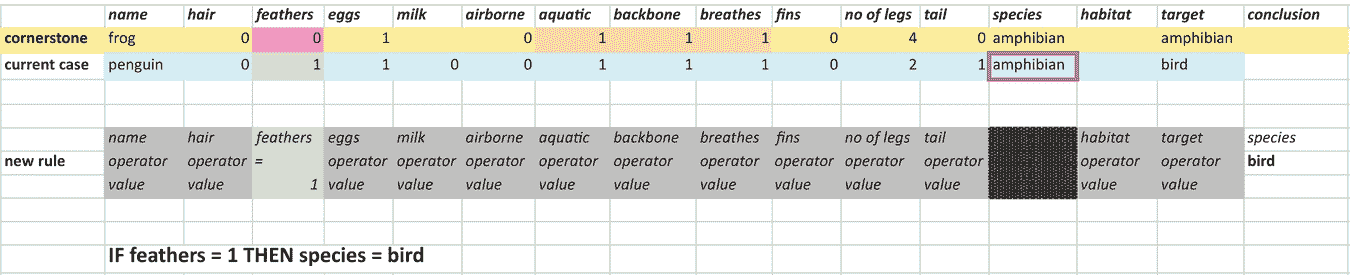 name hair feathers eggs milk airborne aquatic backbone breathes fins no of legs tail species habitat target conclusion
cornerstone frog 0 0 1 0 1 1 1 0 4 0 amphibian amphibian
current case penguin 0 1 1 0 0 1 1 1 0 2 1 amphibian bird
name hair feathers eggs milk airborne aquatic backbone breathes fins no of legs tail habitat target species
new rule operator operator = operator operator operator operator operator operator operator operator operator operator operator bird
value value 1 value value value value value value value value value value value
IF feathers = 1 THEN species = bird